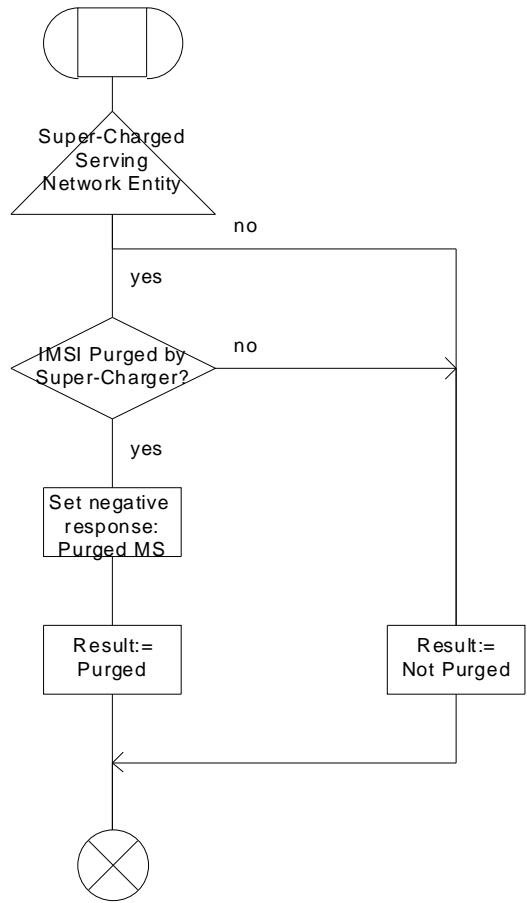 Super-Charged
Serving
Network Entity
no
yes
IMSI Purged by
Super-Charger?
no
yes
Set negative
response:
Purged MS
Result:=
Purged
Result:=
Not Purged